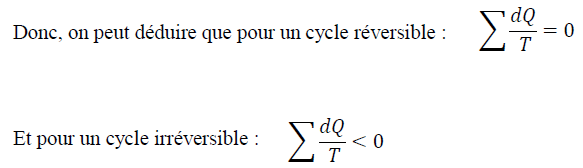 Donc, on peut déduire que pour un cycle réversible : ∑ dQ/T = 0
Et pour un cycle irréversible : ∑ dQ/T < 0